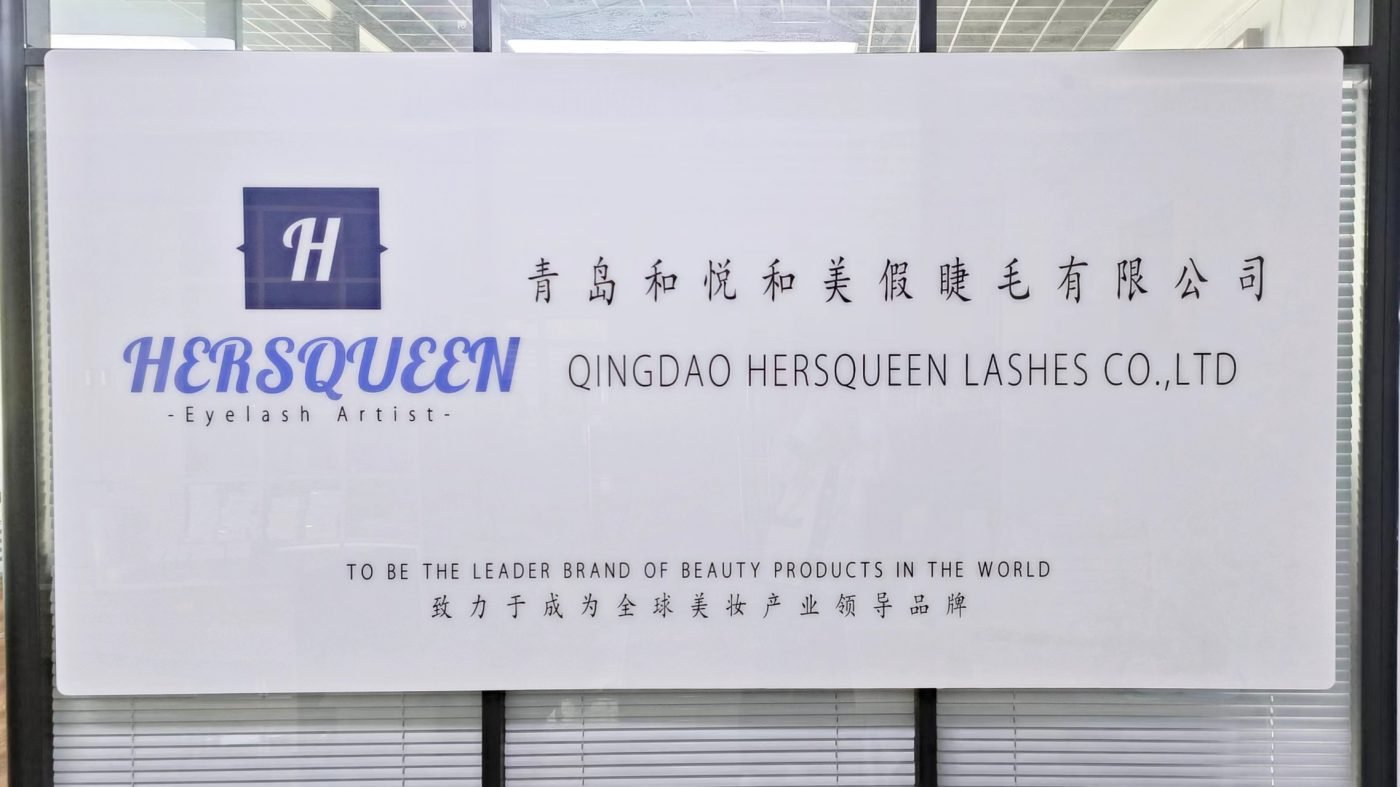 H
HERSQUEEN
-Eyelash Artist-
青岛和悦和美假睫毛有限公司
QINGDAO HERSQUEEN LASHES CO.,LTD
TO BE THE LEADER BRAND OF BEAUTY PRODUCTS IN THE WORLD
致力于成为全球美妆产业领导品牌